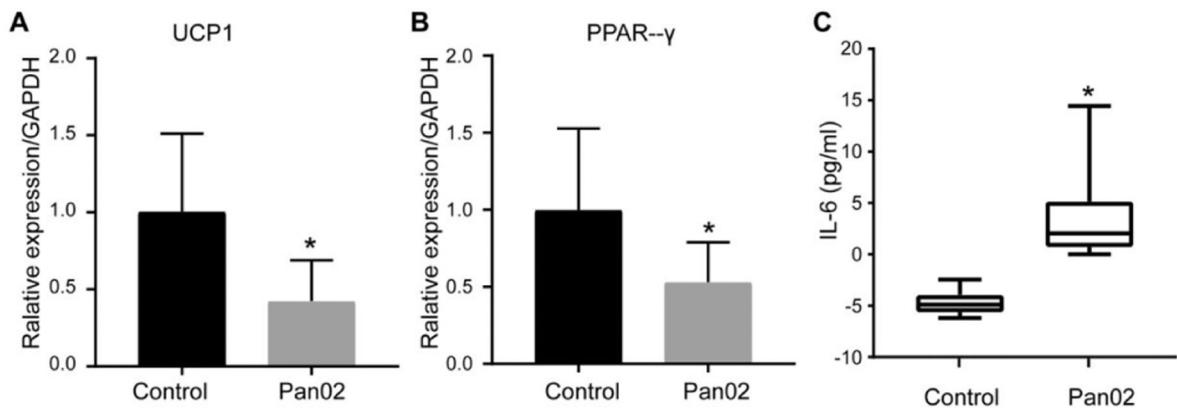 A
UCP1
Ralative expression/GAPDH
2.0
1.5
1.0
0.5
0.0
*
Control
Pan02
B
PPAR--γ
Ralative expression/GAPDH
2.0
1.5
1.0
0.5
0.0
*
Control
Pan02
C
IL-6 (pg/ml)
20
15
10
5
0
-5
-10
*
Control
Pan02